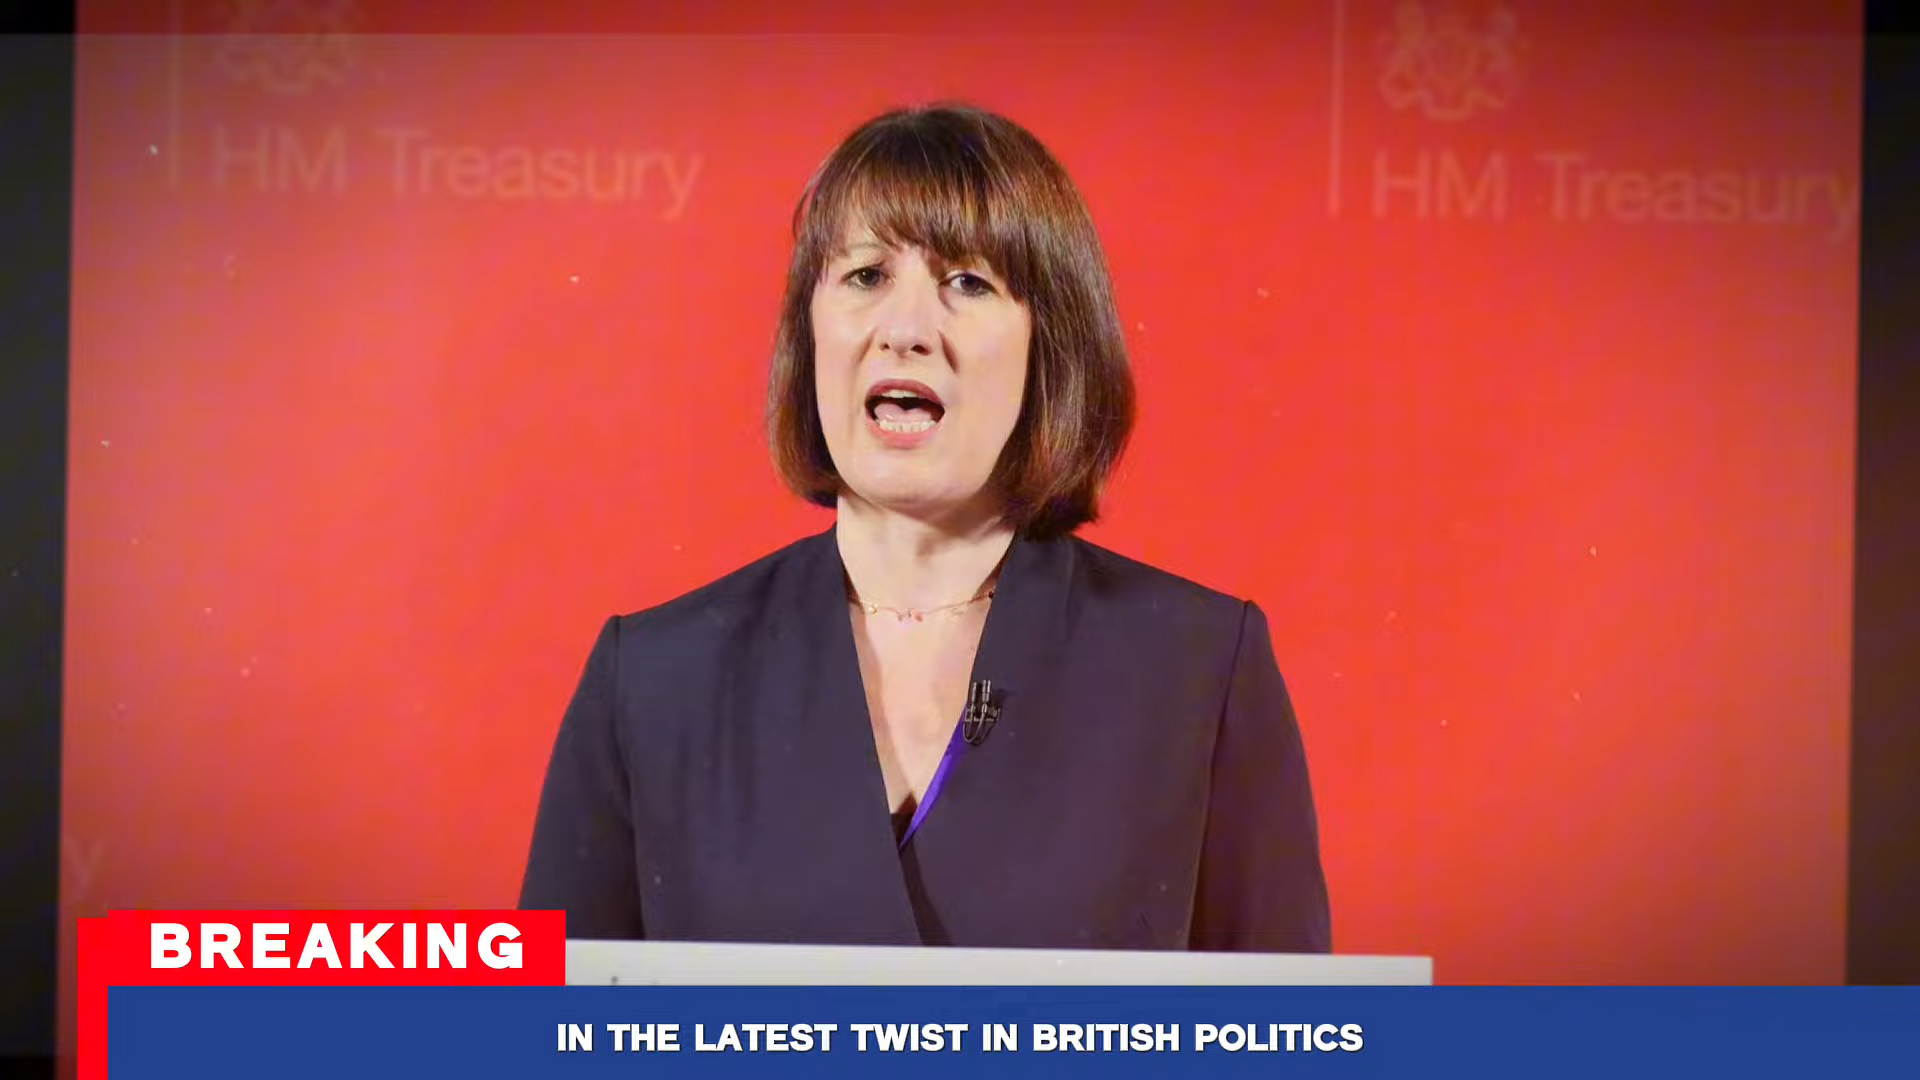 HM Treasury
HM Treasury
y
BREAKING
IN THE LATEST TWIST IN BRITISH POLITICS